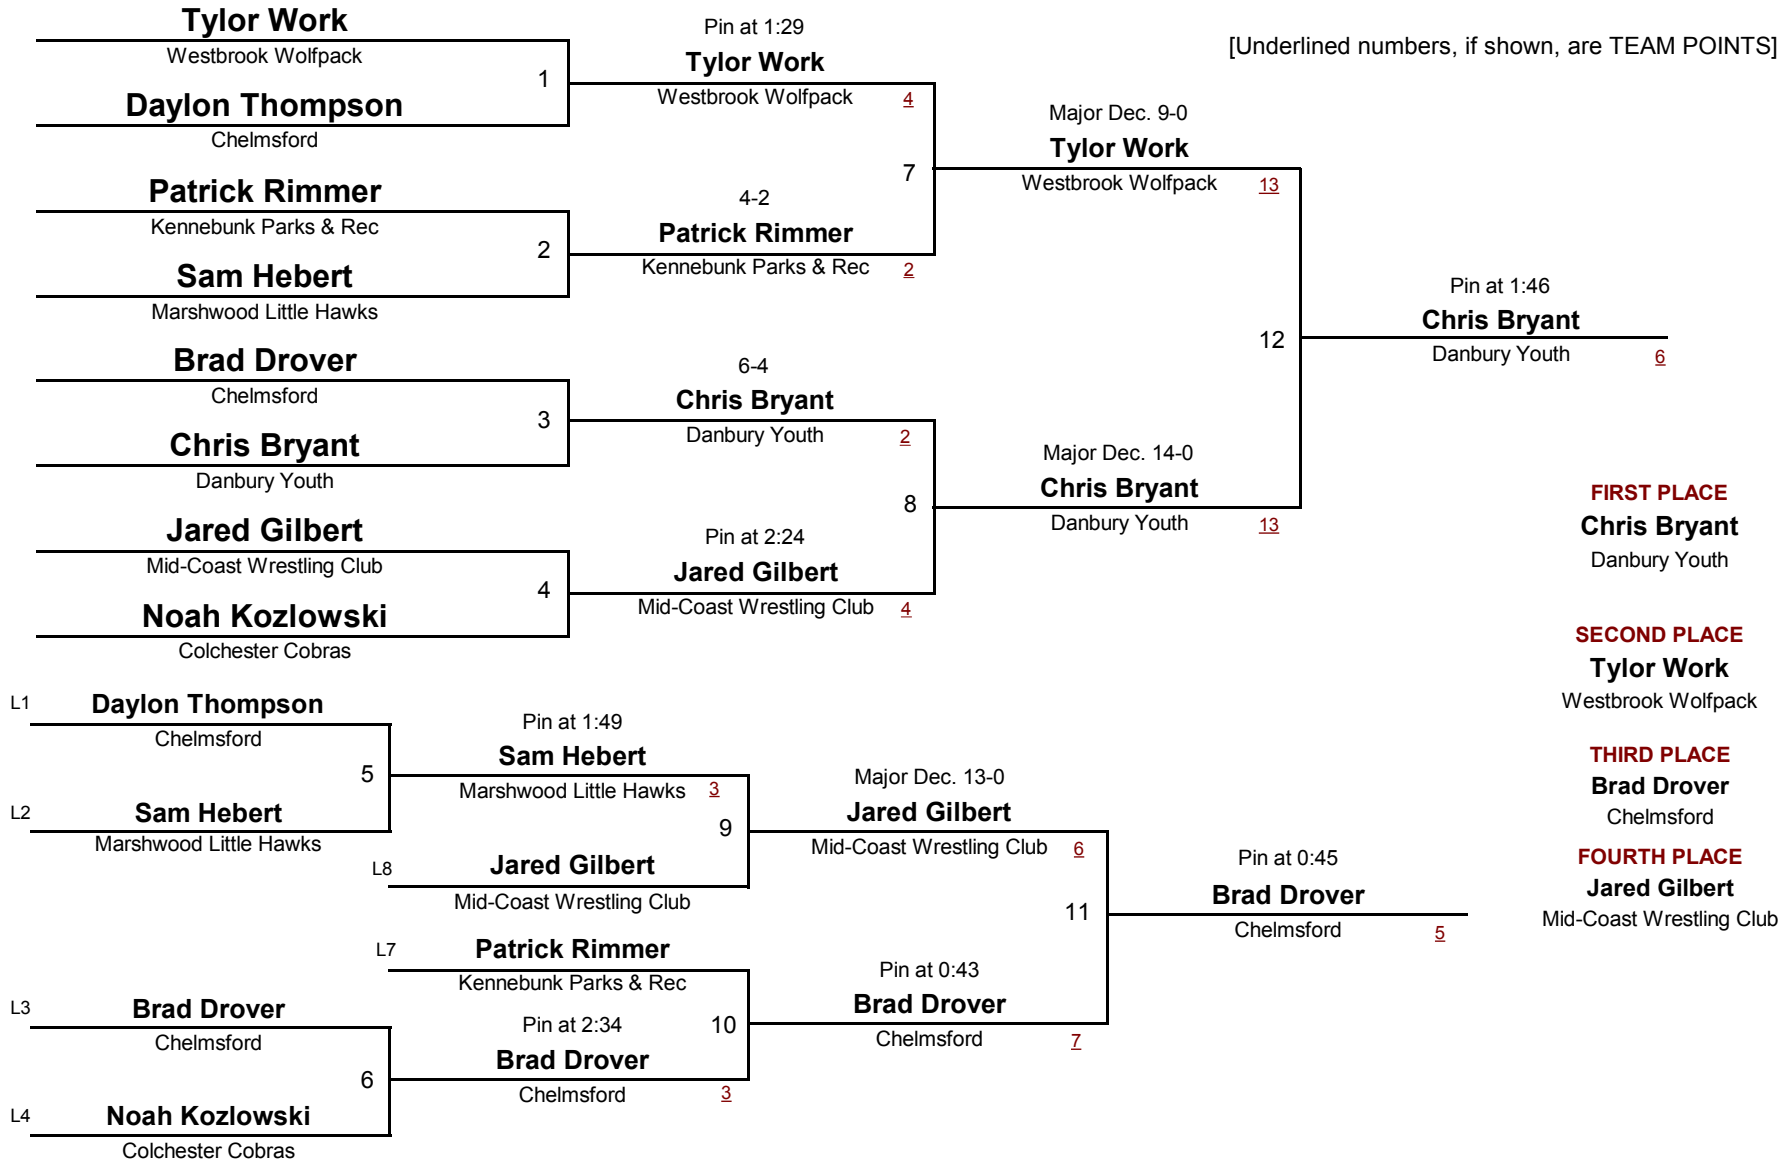 Tylor Work
Westbrook Wolfpack
1
Daylon Thompson
Chelmsford
Patrick Rimmer
Kennebunk Parks & Rec
2
Sam Hebert
Marshwood Little Hawks
Brad Drover
Chelmsford
3
Chris Bryant
Danbury Youth
Jared Gilbert
Mid-Coast Wrestling Club
4
Noah Kozlowski
Colchester Cobras
Pin at 1:29
Tylor Work
Westbrook Wolfpack 4
7
4-2
Patrick Rimmer
Kennebunk Parks & Rec 2
6-4
Chris Bryant
Danbury Youth 2
8
Pin at 2:24
Jared Gilbert
Mid-Coast Wrestling Club 4
[Underlined numbers, if shown, are TEAM POINTS]
Major Dec. 9-0
Tylor Work
Westbrook Wolfpack 13
12
Major Dec. 14-0
Chris Bryant
Danbury Youth 13
Pin at 1:46
Chris Bryant
Danbury Youth 6
FIRST PLACE
Chris Bryant
Danbury Youth
SECOND PLACE
Tylor Work
Westbrook Wolfpack
THIRD PLACE
Brad Drover
Chelmsford
FOURTH PLACE
Jared Gilbert
Mid-Coast Wrestling Club
L1 Daylon Thompson
Chelmsford
5
L2 Sam Hebert
Marshwood Little Hawks
L3 Brad Drover
Chelmsford
6
L4 Noah Kozlowski
Colchester Cobras
Pin at 1:49
Sam Hebert
Marshwood Little Hawks 3
9
L8 Jared Gilbert
Mid-Coast Wrestling Club
L7 Patrick Rimmer
Kennebunk Parks & Rec
10
Pin at 2:34
Brad Drover
Chelmsford 3
Major Dec. 13-0
Jared Gilbert
Mid-Coast Wrestling Club 6
11
Pin at 0:43
Brad Drover
Chelmsford 7
Pin at 0:45
Brad Drover
Chelmsford 5